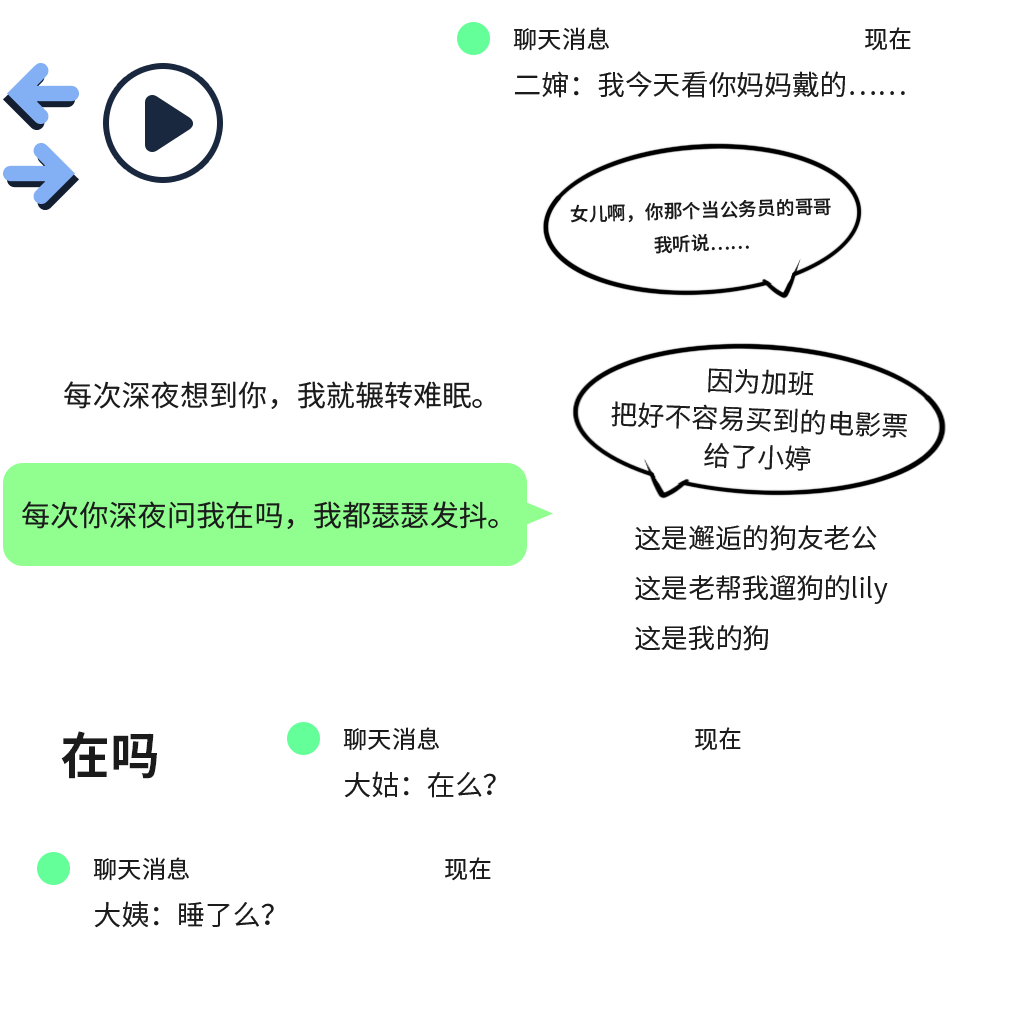 聊天消息 现在
二婶：我今天看你妈妈戴的……
女儿啊，你那个当公务员的哥哥
我听说……
因为加班
把好不容易买到的电影票
给了小婷
每次深夜想到你，我就辗转难眠。
每次你深夜问我在吗，我都瑟瑟发抖。
这是邂逅的狗友老公
这是老帮我遛狗的lily
这是我的狗
在吗
聊天消息 现在
大姑：在么？
聊天消息 现在
大姨：睡了么？